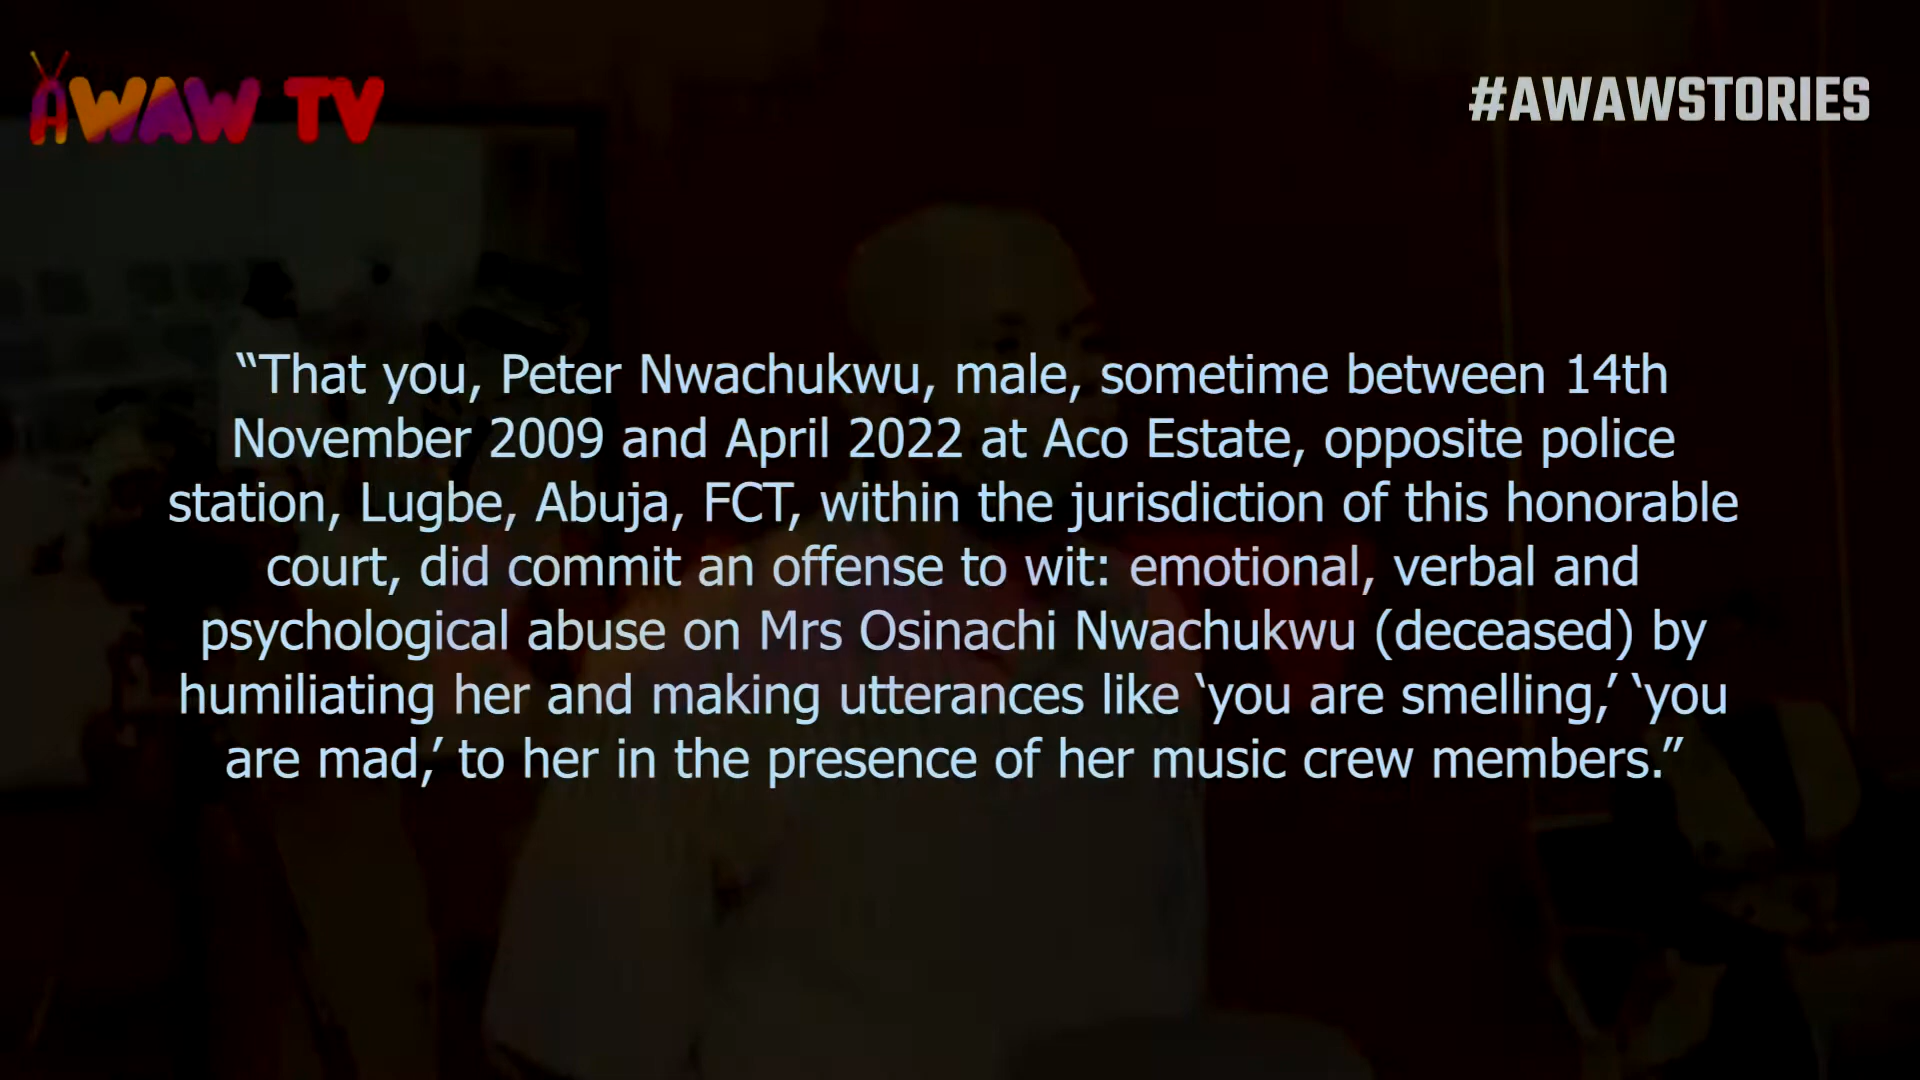 AWAW TV
#AWAWSTORIES
“That you, Peter Nwachukwu, male, sometime between 14th
November 2009 and April 2022 at Aco Estate, opposite police
station, Lugbe, Abuja, FCT, within the jurisdiction of this honorable
court, did commit an offense to wit: emotional, verbal and
psychological abuse on Mrs Osinachi Nwachukwu (deceased) by
humiliating her and making utterances like ‘you are smelling,’ ‘you
are mad,’ to her in the presence of her music crew members.”